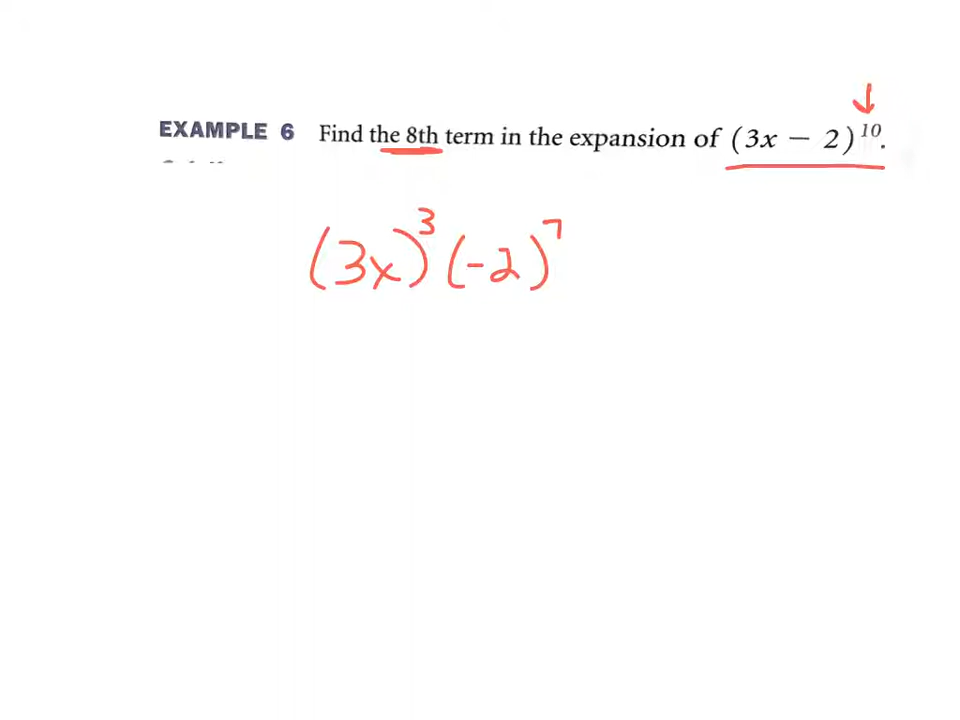 EXAMPLE 6 Find the 8th term in the expansion of (3x − 2)¹⁰.
(3x)³(-2)⁷